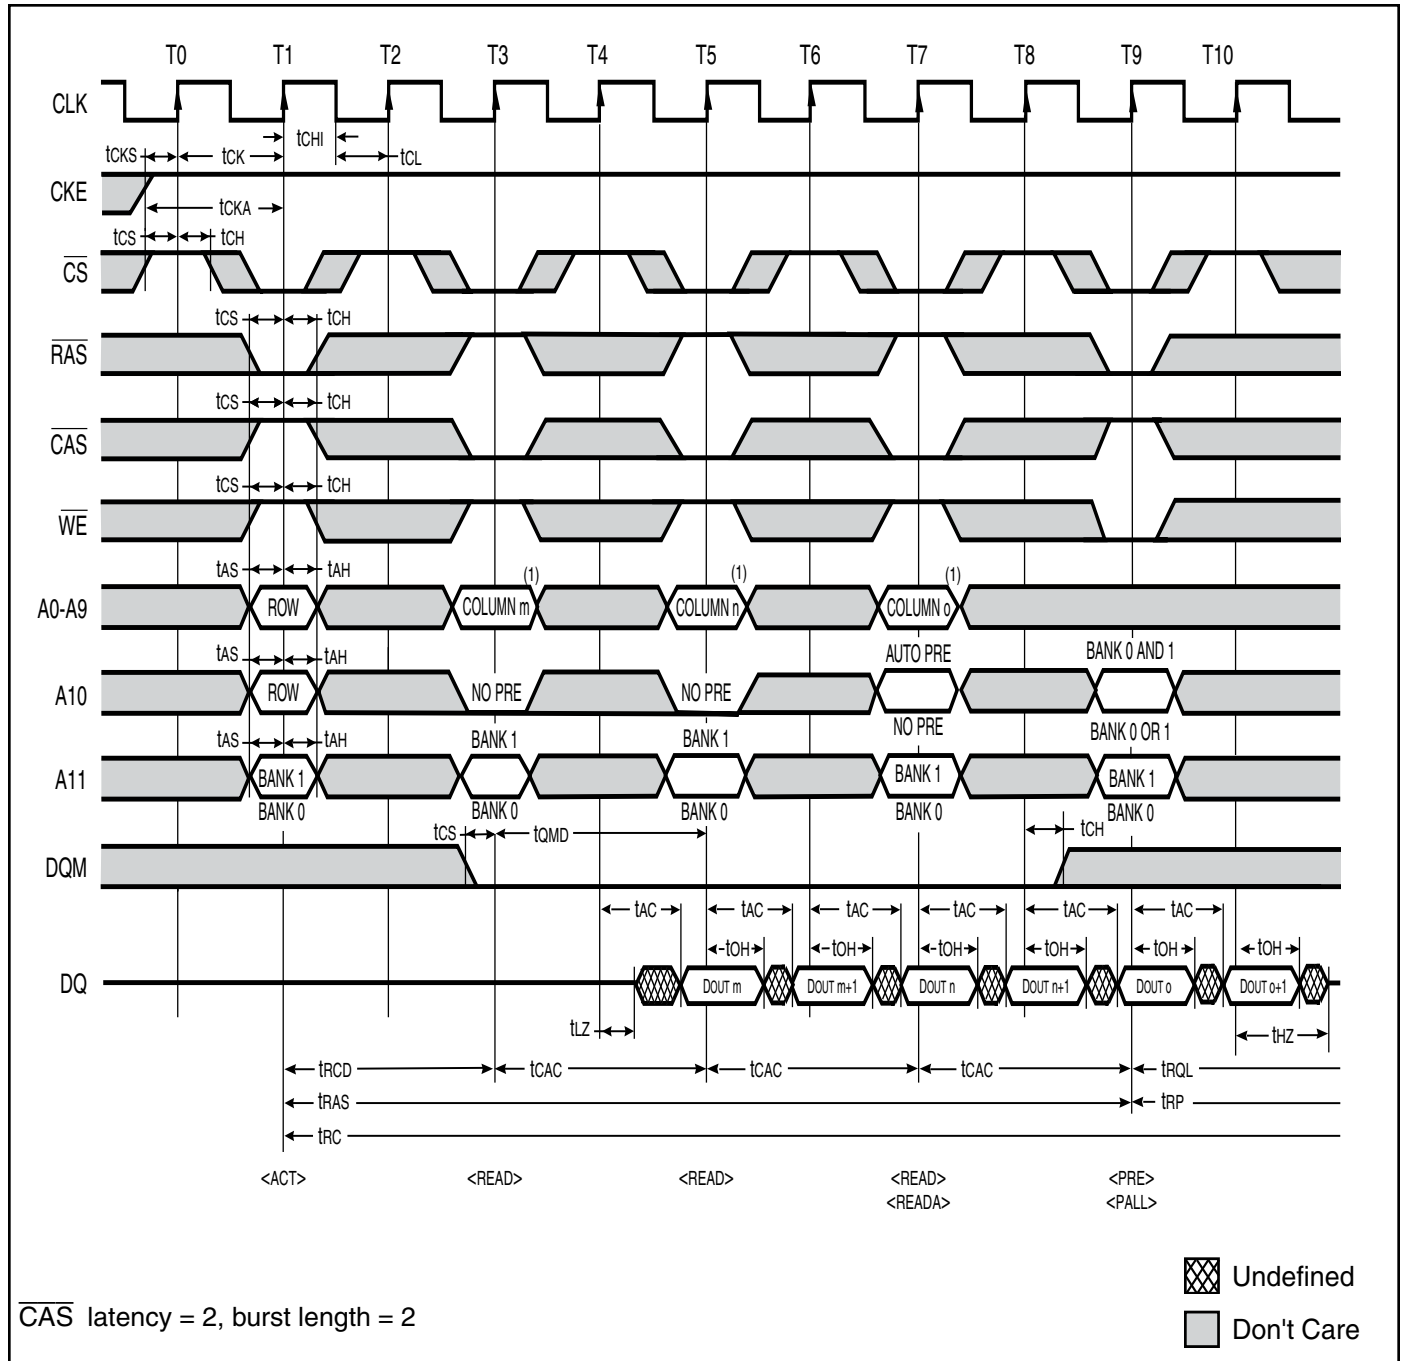 T0 T1 T2 T3 T4 T5 T6 T7 T8 T9 T10
CLK
tCHI
tCKS tCK tCL
CKE
tCKA
tCS tCH
CS
tCS tCH
RAS
tCS tCH
CAS
tCS tCH
WE
tAS tAH (1) (1) (1)
A0-A9 ROW COLUMN m COLUMN n COLUMN o
tAS tAH AUTO PRE BANK 0 AND 1
A10 ROW NO PRE NO PRE
NO PRE BANK 0 OR 1
tAS tAH BANK 1 BANK 1
A11 BANK 1 BANK 1 BANK 1
BANK 0 BANK 0 BANK 0 BANK 0 BANK 0
tCS tQMD tCH
DQM
tAC tAC tAC tAC tAC tAC
tOH tOH tOH tOH tOH tOH
DQ DOUT m DOUT m+1 DOUT n DOUT n+1 DOUT o DOUT o+1
tLZ tHZ
tRCD tCAC tCAC tCAC tRQL
tRAS tRP
tRC
<ACT> <READ> <READ> <READ> <PRE>
<READA> <PALL>
Undefined
CAS latency = 2, burst length = 2
Don't Care